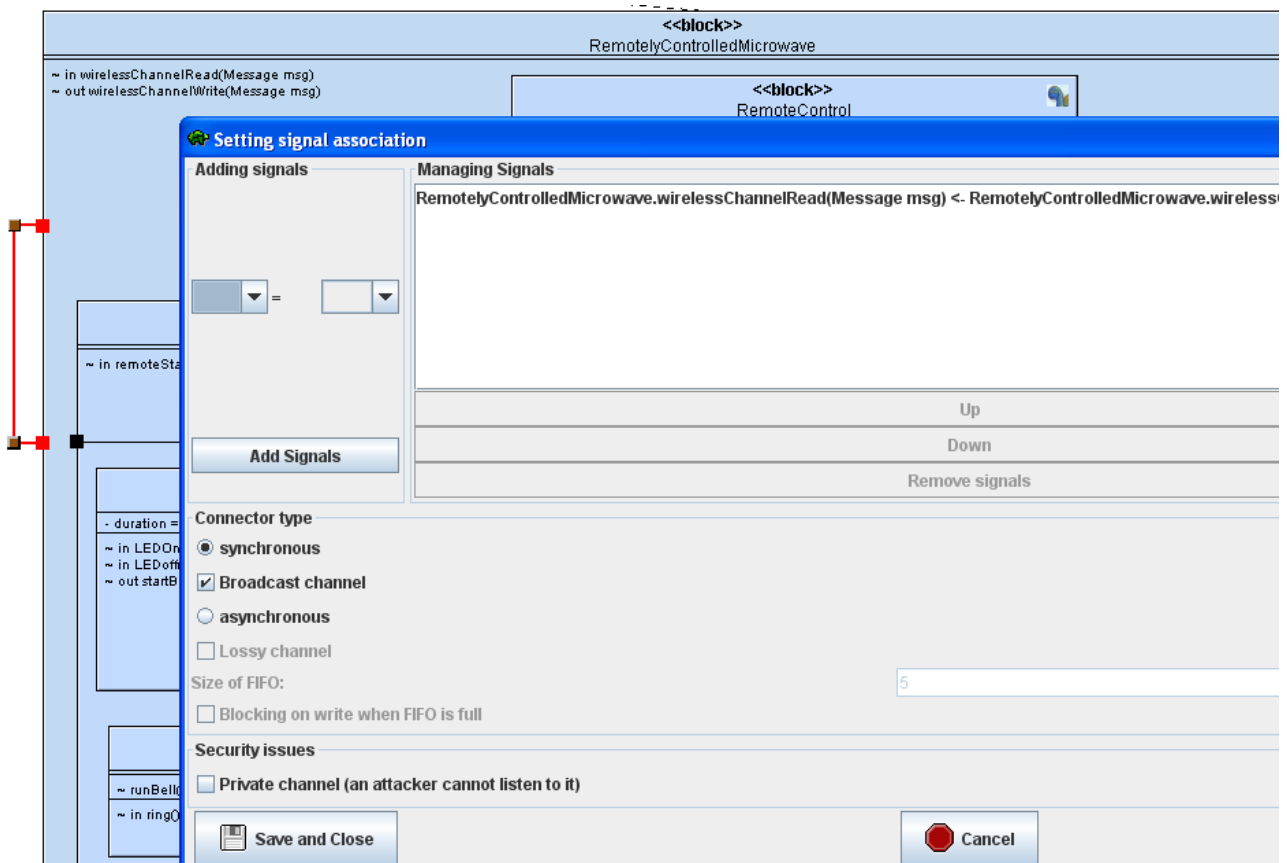 <<block>>
RemotelyControlledMicrowave
~ in wirelessChannelRead(Message msg)
~ out wirelessChannelWrite(Message msg)
<<block>>
RemoteControl
Setting signal association
Adding signals
Managing Signals
RemotelyControlledMicrowave.wirelessChannelRead(Message msg) <- RemotelyControlledMicrowave.wireless
=
~ in remoteSta
Up
Down
Add Signals
Remove signals
- duration =
~ in LEDOn
~ in LEDoff
~ out startB
Connector type
synchronous
Broadcast channel
asynchronous
Lossy channel
Size of FIFO:
5
Blocking on write when FIFO is full
Security issues
Private channel (an attacker cannot listen to it)
~ runBell(
~ in ring()
Save and Close
Cancel